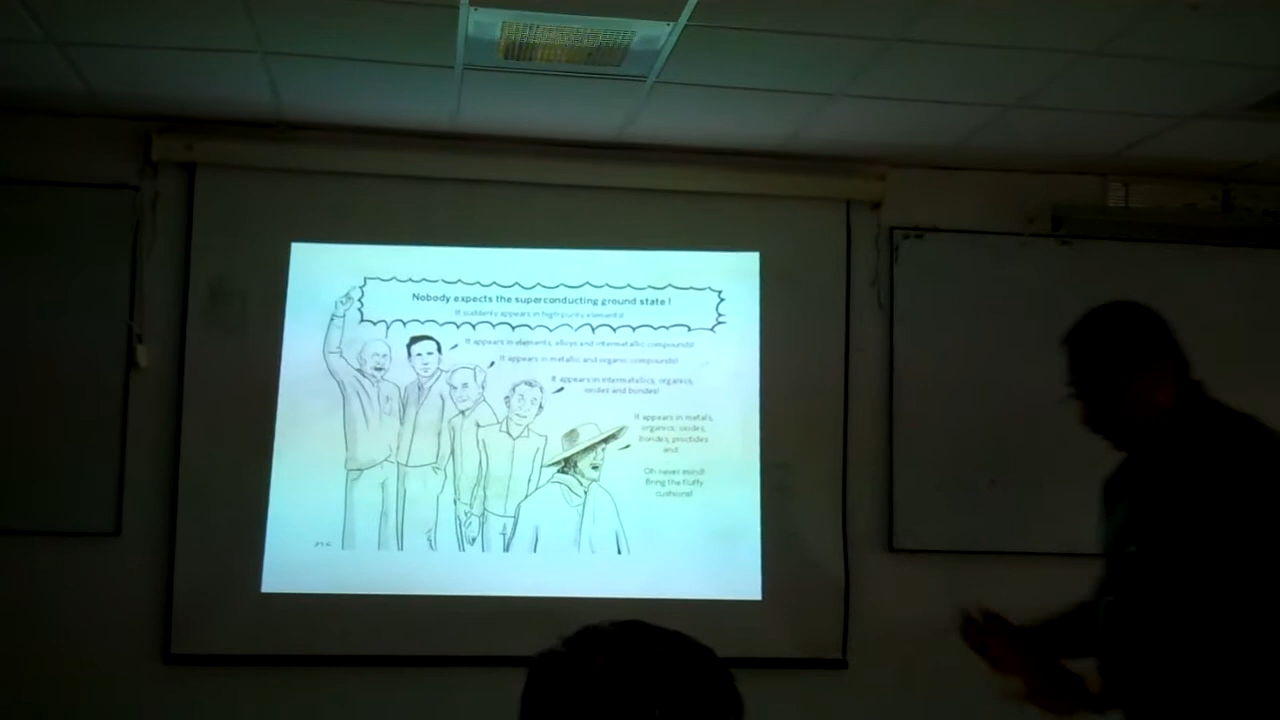 Nobody expects the superconducting ground state !
It suddenly appears in high-purity elements!
It appears in elements, alloys and intermetallic compounds!
It appears in metallic and organic compounds!
It appears in intermetallics, organics,
oxides and borides!
It appears in metals,
organics, oxides,
borides, pnictides
and
Oh never mind!
Bring the fluffy
cushions!